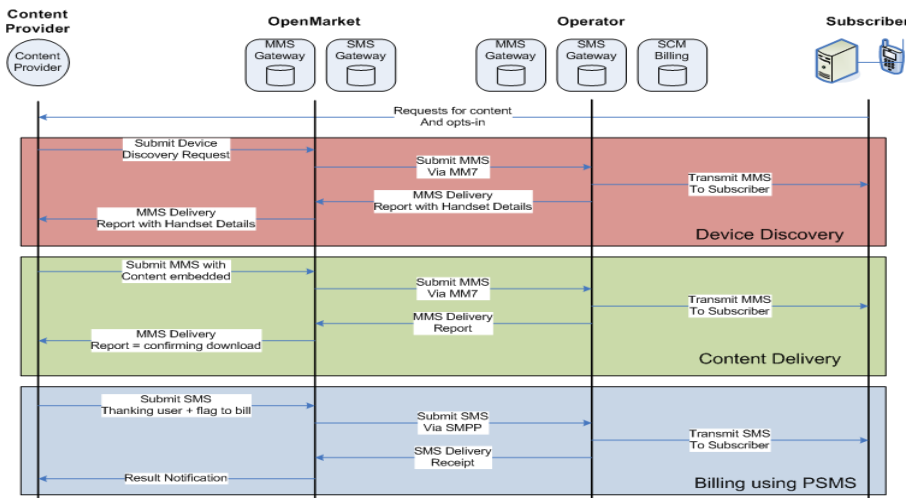 Content
Provider
OpenMarket
Operator
Subscriber
Content
Provider
MMS
Gateway
SMS
Gateway
MMS
Gateway
SMS
Gateway
SCM
Billing
Requests for content
And opts-in
Submit Device
Discovery Request
Submit MMS
Via MM7
Transmit MMS
To Subscriber
MMS Delivery
Report with Handset Details
MMS Delivery
Report with Handset Details
Device Discovery
Submit MMS with
Content embedded
Submit MMS
Via MM7
Transmit MMS
To Subscriber
MMS Delivery
Report
MMS Delivery
Report = confirming download
Content Delivery
Submit SMS
Thanking user + flag to bill
Submit SMS
Via SMPP
Transmit SMS
To Subscriber
SMS Delivery
Receipt
Result Notification
Billing using PSMS